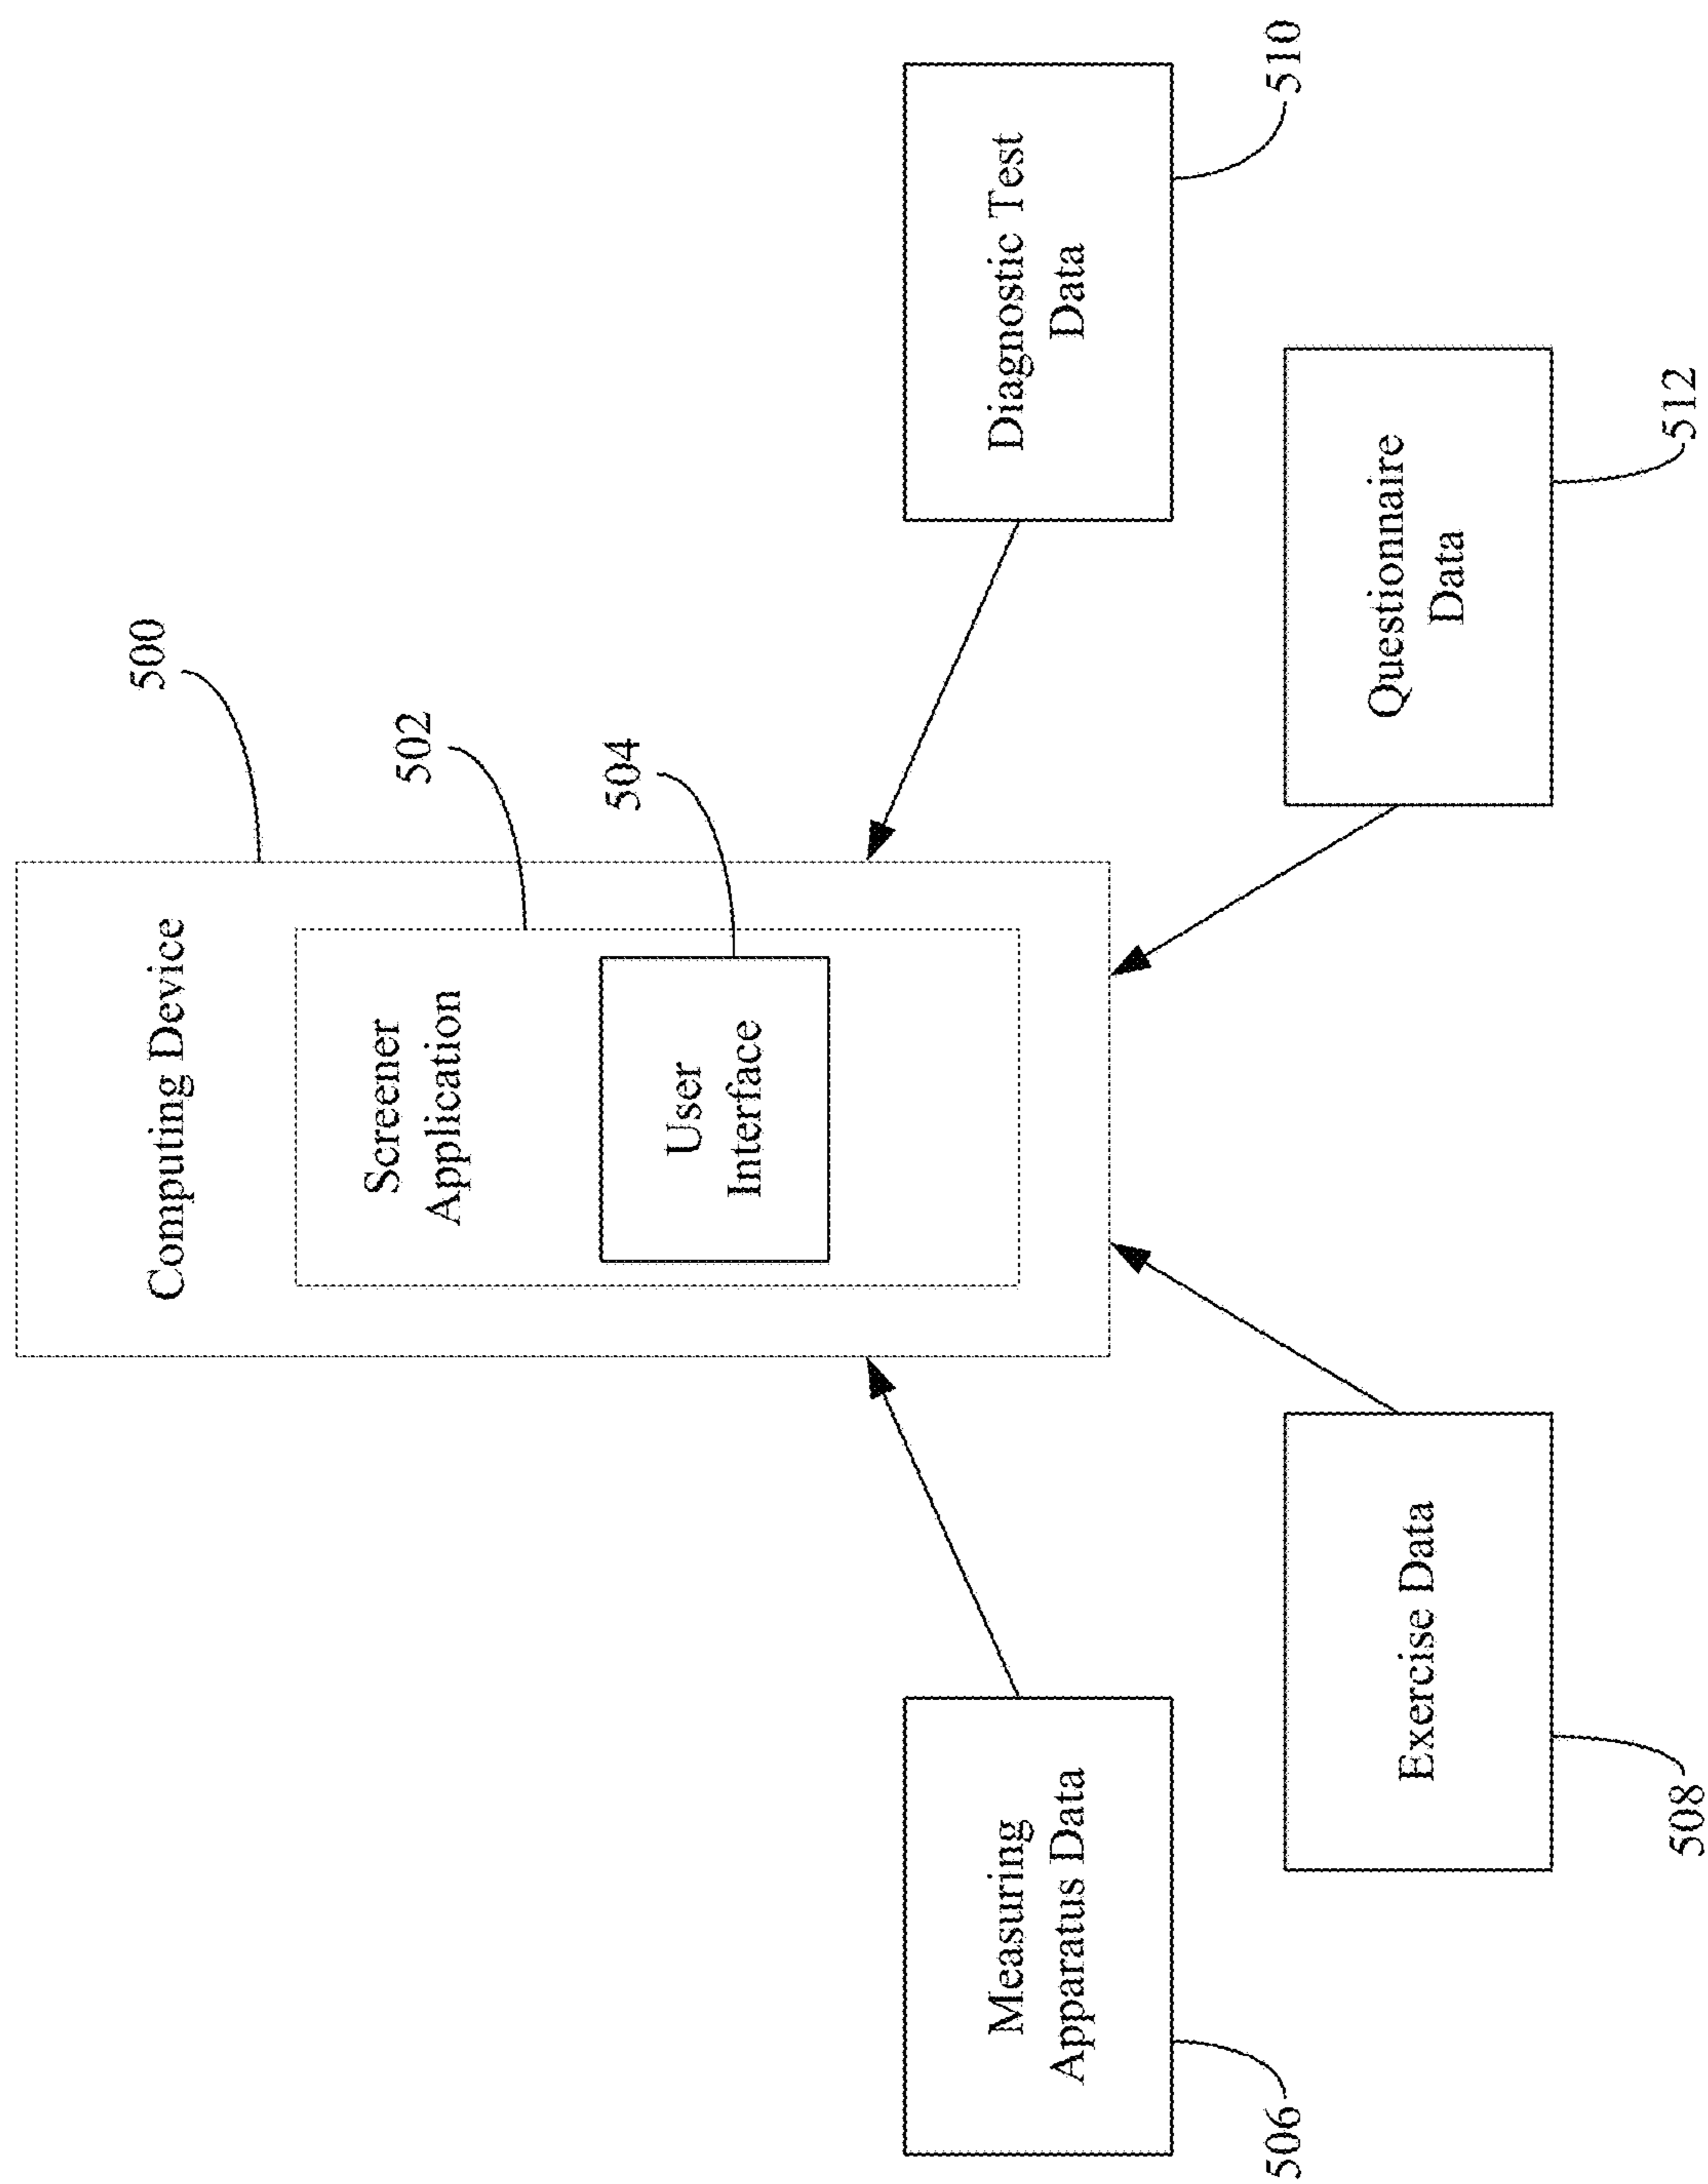 Computing Device
500
Screener
Application
502
User
Interface
504
Measuring
Apparatus Data
506
Diagnostic Test
Data
510
Exercise Data
508
Questionnaire
Data
512